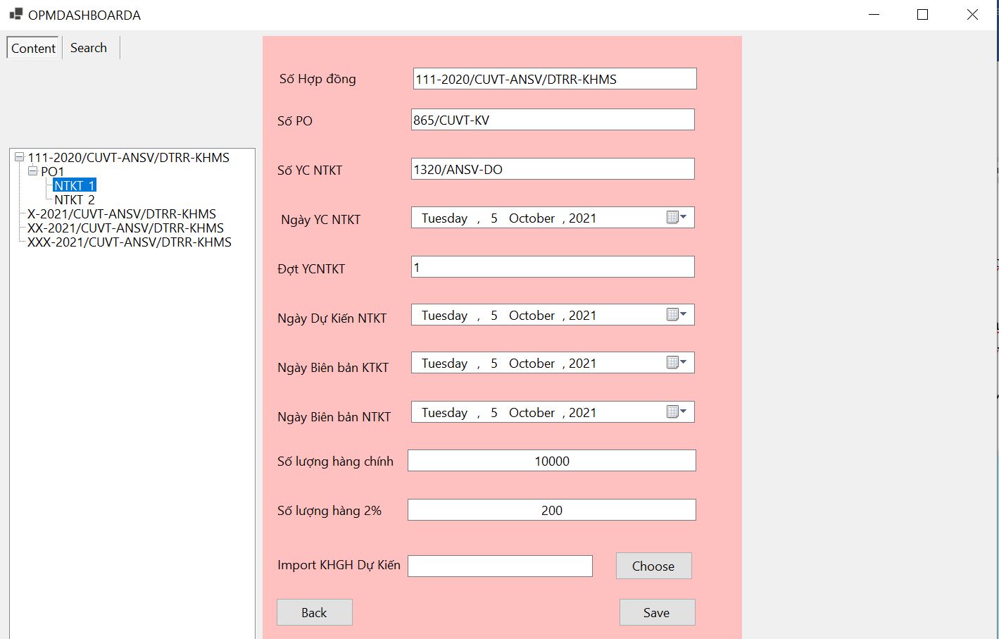 OPMDASHBOARDA
Content
Search
111-2020/CUVT-ANSV/DTRR-KHMS
PO1
NTKT 1
NTKT 2
X-2021/CUVT-ANSV/DTRR-KHMS
XX-2021/CUVT-ANSV/DTRR-KHMS
XXX-2021/CUVT-ANSV/DTRR-KHMS
Số Hợp đồng 111-2020/CUVT-ANSV/DTRR-KHMS
Số PO 865/CUVT-KV
Số YC NTKT 1320/ANSV-DO
Ngày YC NTKT Tuesday , 5 October , 2021
Đợt YCNTKT 1
Ngày Dự Kiến NTKT Tuesday , 5 October , 2021
Ngày Biên bản KTKT Tuesday , 5 October , 2021
Ngày Biên bản NTKT Tuesday , 5 October , 2021
Số lượng hàng chính 10000
Số lượng hàng 2% 200
Import KHGH Dự Kiến Choose
Back Save